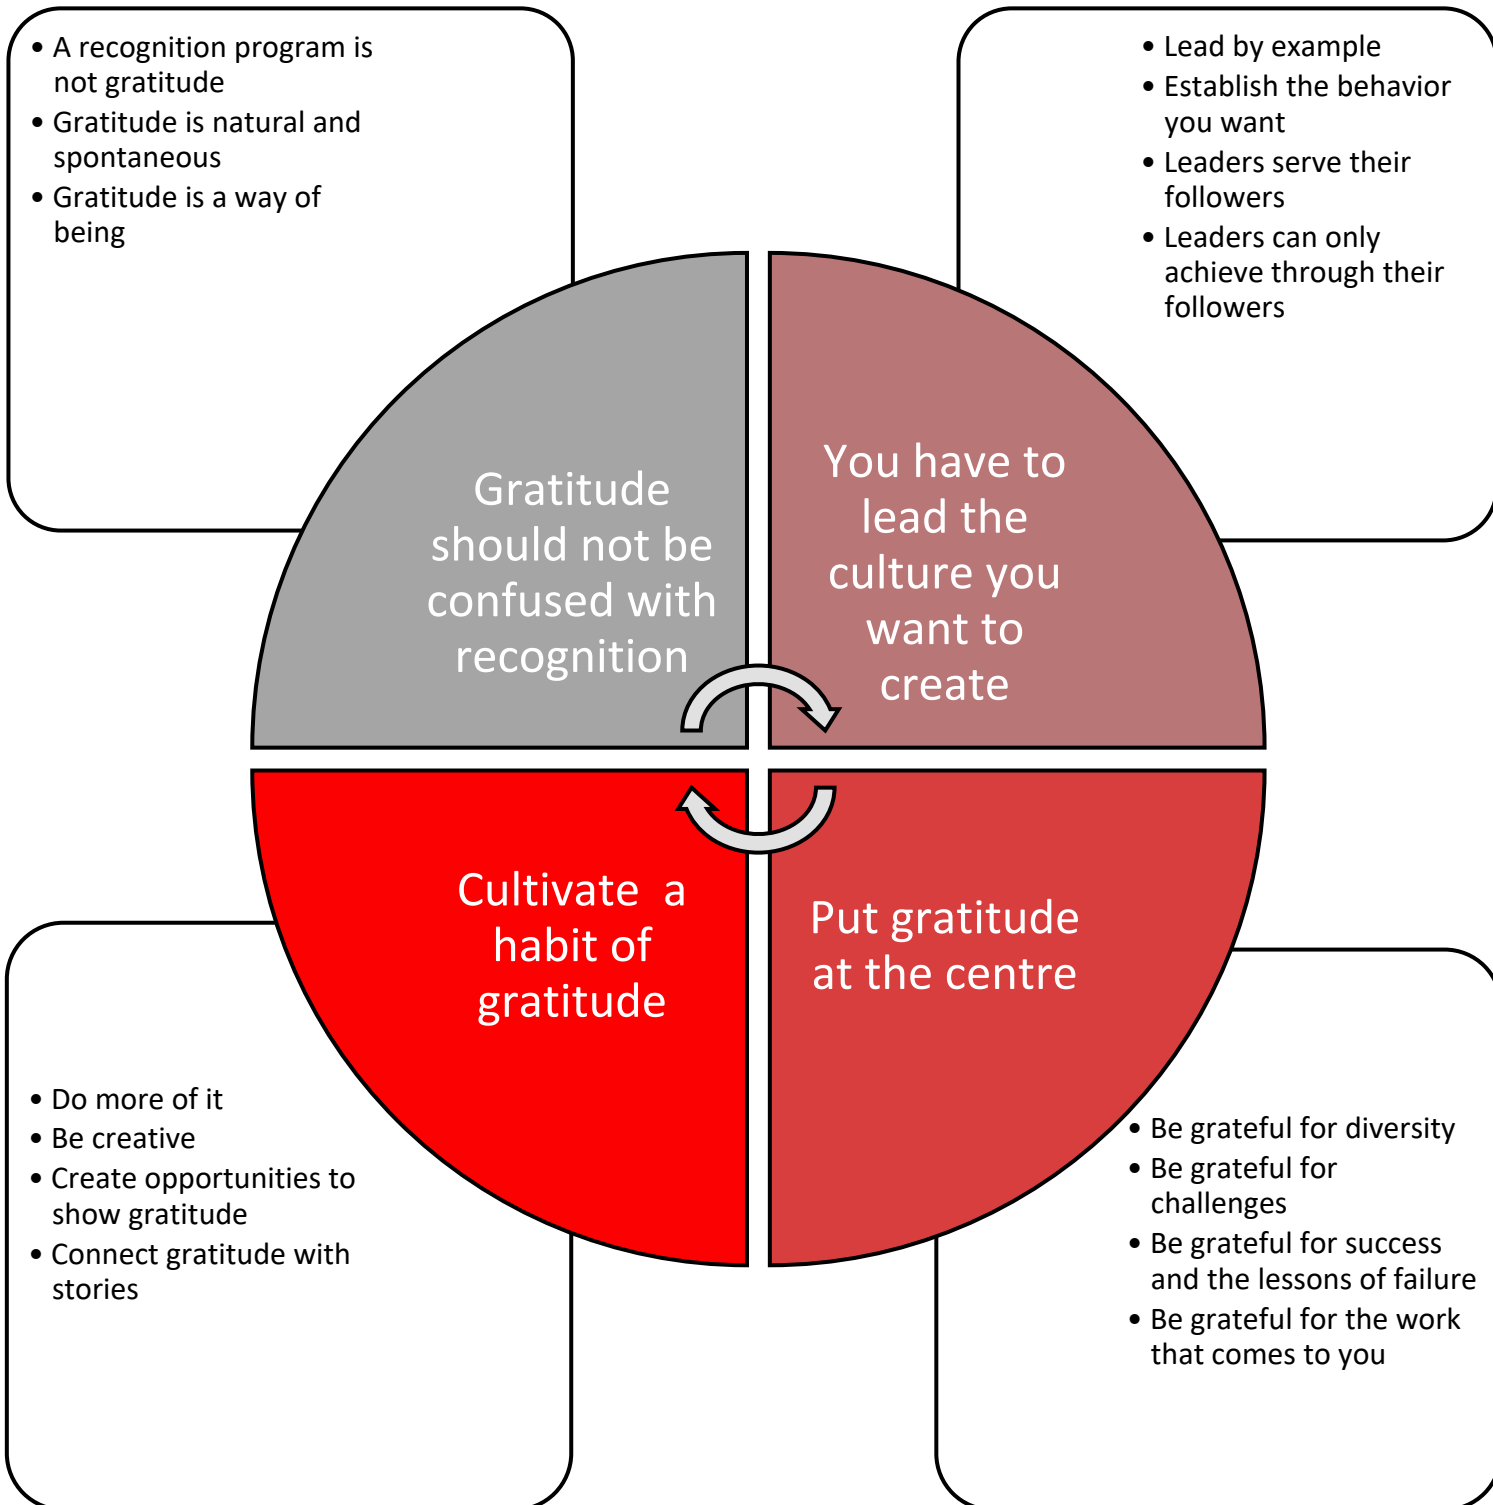 • A recognition program is
not gratitude
• Gratitude is natural and
spontaneous
• Gratitude is a way of
being
• Lead by example
• Establish the behavior
you want
• Leaders serve their
followers
• Leaders can only
achieve through their
followers
Gratitude
should not be
confused with
recognition
You have to
lead the
culture you
want to
create
Cultivate  a
habit of
gratitude
Put gratitude
at the centre
• Do more of it
• Be creative
• Create opportunities to
show gratitude
• Connect gratitude with
stories
• Be grateful for diversity
• Be grateful for
challenges
• Be grateful for success
and the lessons of failure
• Be grateful for the work
that comes to you